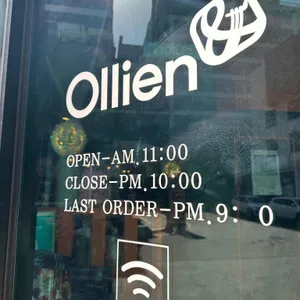 Ollien
OPEN-AM.11:00
CLOSE-PM.10:00
LAST ORDER-PM.9: 0